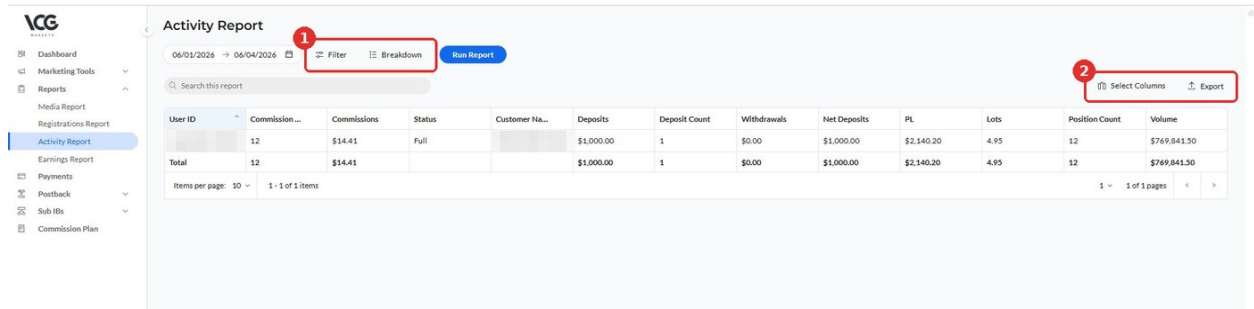 VCG
MARKETS
Activity Report
1
06/01/2026 → 06/04/2026 Filter Breakdown Run Report
Dashboard
Marketing Tools
Reports
Media Report
Registrations Report
Activity Report
Earnings Report
Payments
Postback
Sub IBs
Commission Plan
Search this report
2
Select Columns Export
User ID Commission ... Commissions Status Customer Na... Deposits Deposit Count Withdrawals Net Deposits PL Lots Position Count Volume
12 $14.41 Full $1,000.00 1 $0.00 $1,000.00 $2,140.20 4.95 12 $769,841.50
Total 12 $14.41 $1,000.00 1 $0.00 $1,000.00 $2,140.20 4.95 12 $769,841.50
Items per page: 10 1 - 1 of 1 items 1 1 of 1 pages